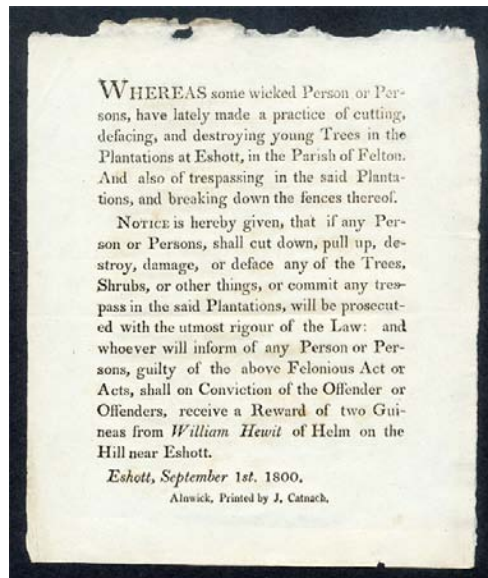 WHEREAS some wicked Person or Per-
sons, have lately made a practice of cutting,
defacing, and destroying young Trees in the
Plantations at Eshott, in the Parish of Felton.
And also of trespassing in the said Planta-
tions, and breaking down the fences thereof.
NOTICE is hereby given, that if any Per-
son or Persons, shall cut down, pull up, de-
stroy, damage, or deface any of the Trees,
Shrubs, or other things, or commit any tres-
pass in the said Plantations, will be prosecut-
ed with the utmost rigour of the Law: and
whoever will inform of any Person or Per-
sons, guilty of the above Felonious Act or
Acts, shall on Conviction of the Offender or
Offenders, receive a Reward of two Gui-
neas from William Hewit of Helm on the
Hill near Eshott.
Eshott, September 1st. 1800.
Alnwick, Printed by J. Catnach.